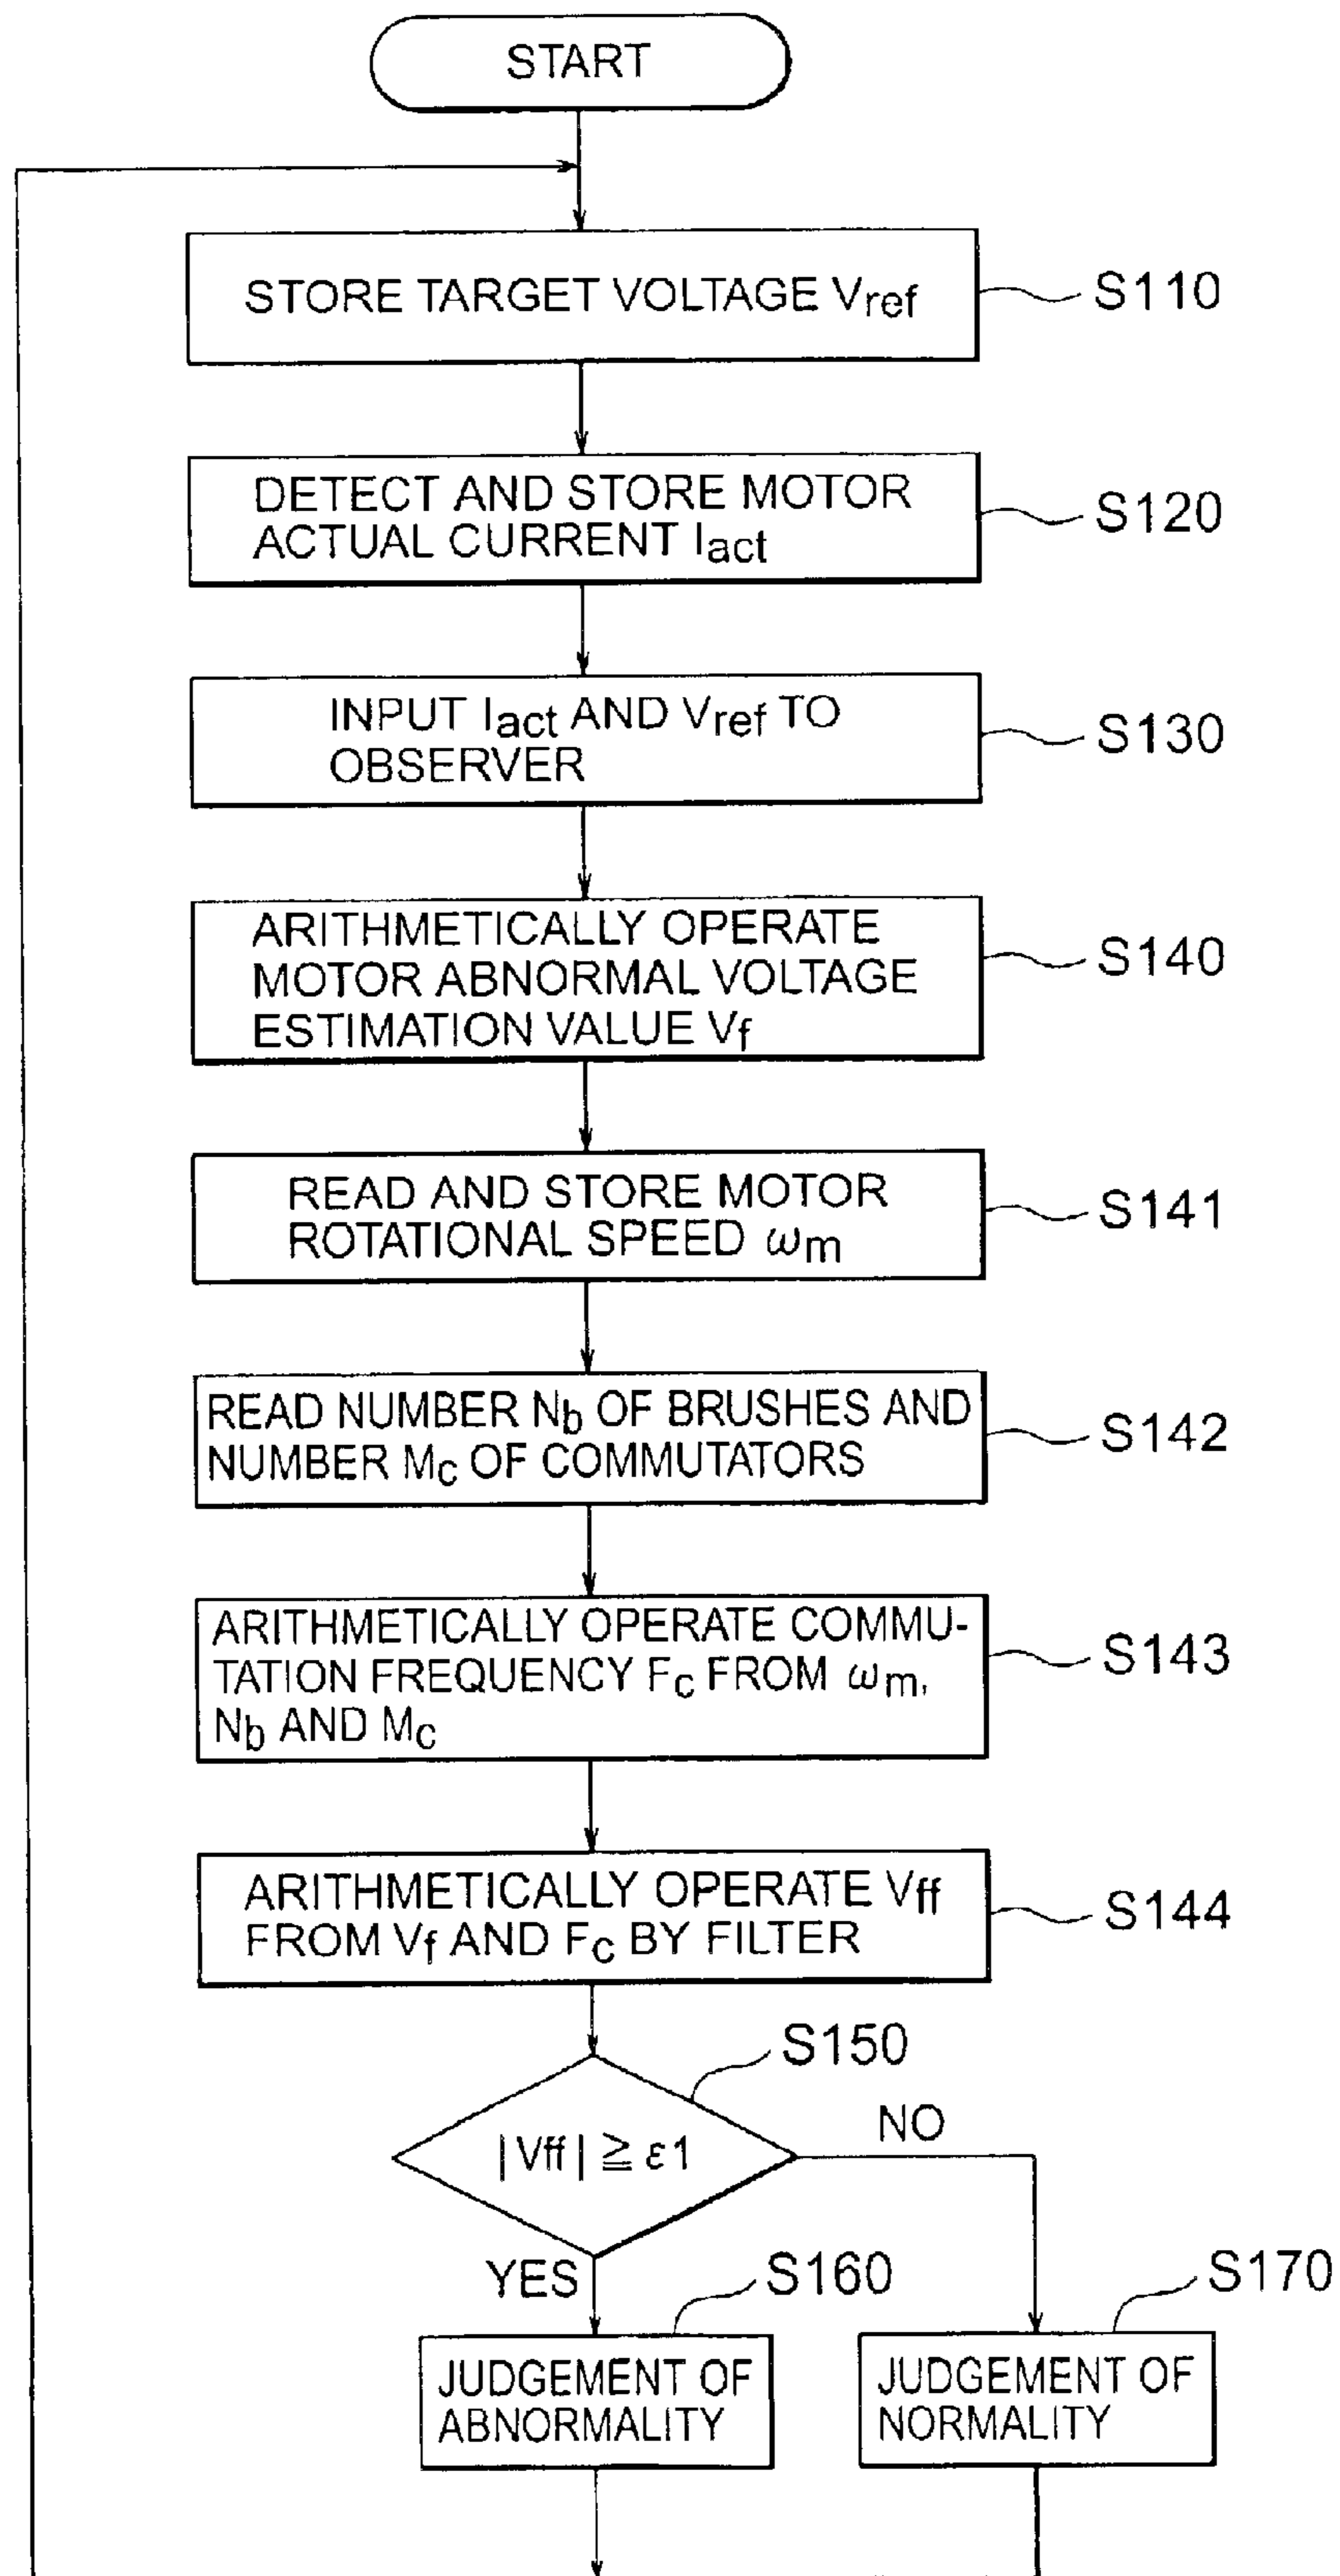 START
STORE TARGET VOLTAGE Vref
S110
DETECT AND STORE MOTOR
ACTUAL CURRENT Iact
S120
INPUT Iact AND Vref TO
OBSERVER
S130
ARITHMETICALLY OPERATE
MOTOR ABNORMAL VOLTAGE
ESTIMATION VALUE Vf
S140
READ AND STORE MOTOR
ROTATIONAL SPEED ωm
S141
READ NUMBER Nb OF BRUSHES AND
NUMBER Mc OF COMMUTATORS
S142
ARITHMETICALLY OPERATE COMMU-
TATION FREQUENCY Fc FROM ωm,
Nb AND Mc
S143
ARITHMETICALLY OPERATE Vff
FROM Vf AND Fc BY FILTER
S144
S150
|Vff| ≧ ε1
NO
YES
S160
S170
JUDGEMENT OF
ABNORMALITY
JUDGEMENT OF
NORMALITY